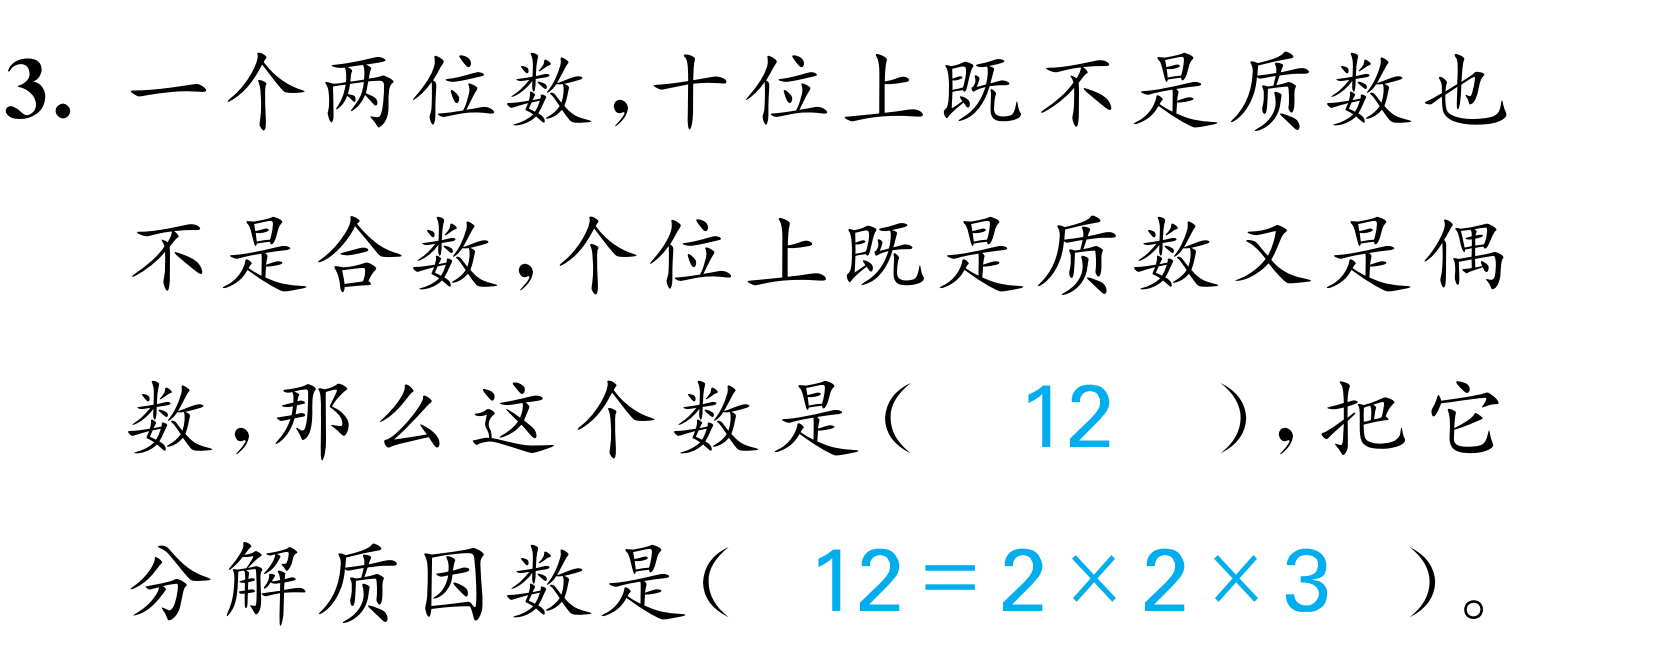 3. 一个两位数,十位上既不是质数也
不是合数,个位上既是质数又是偶
数,那么这个数是( 12 ),把它
分解质因数是( 12=2×2×3 )。